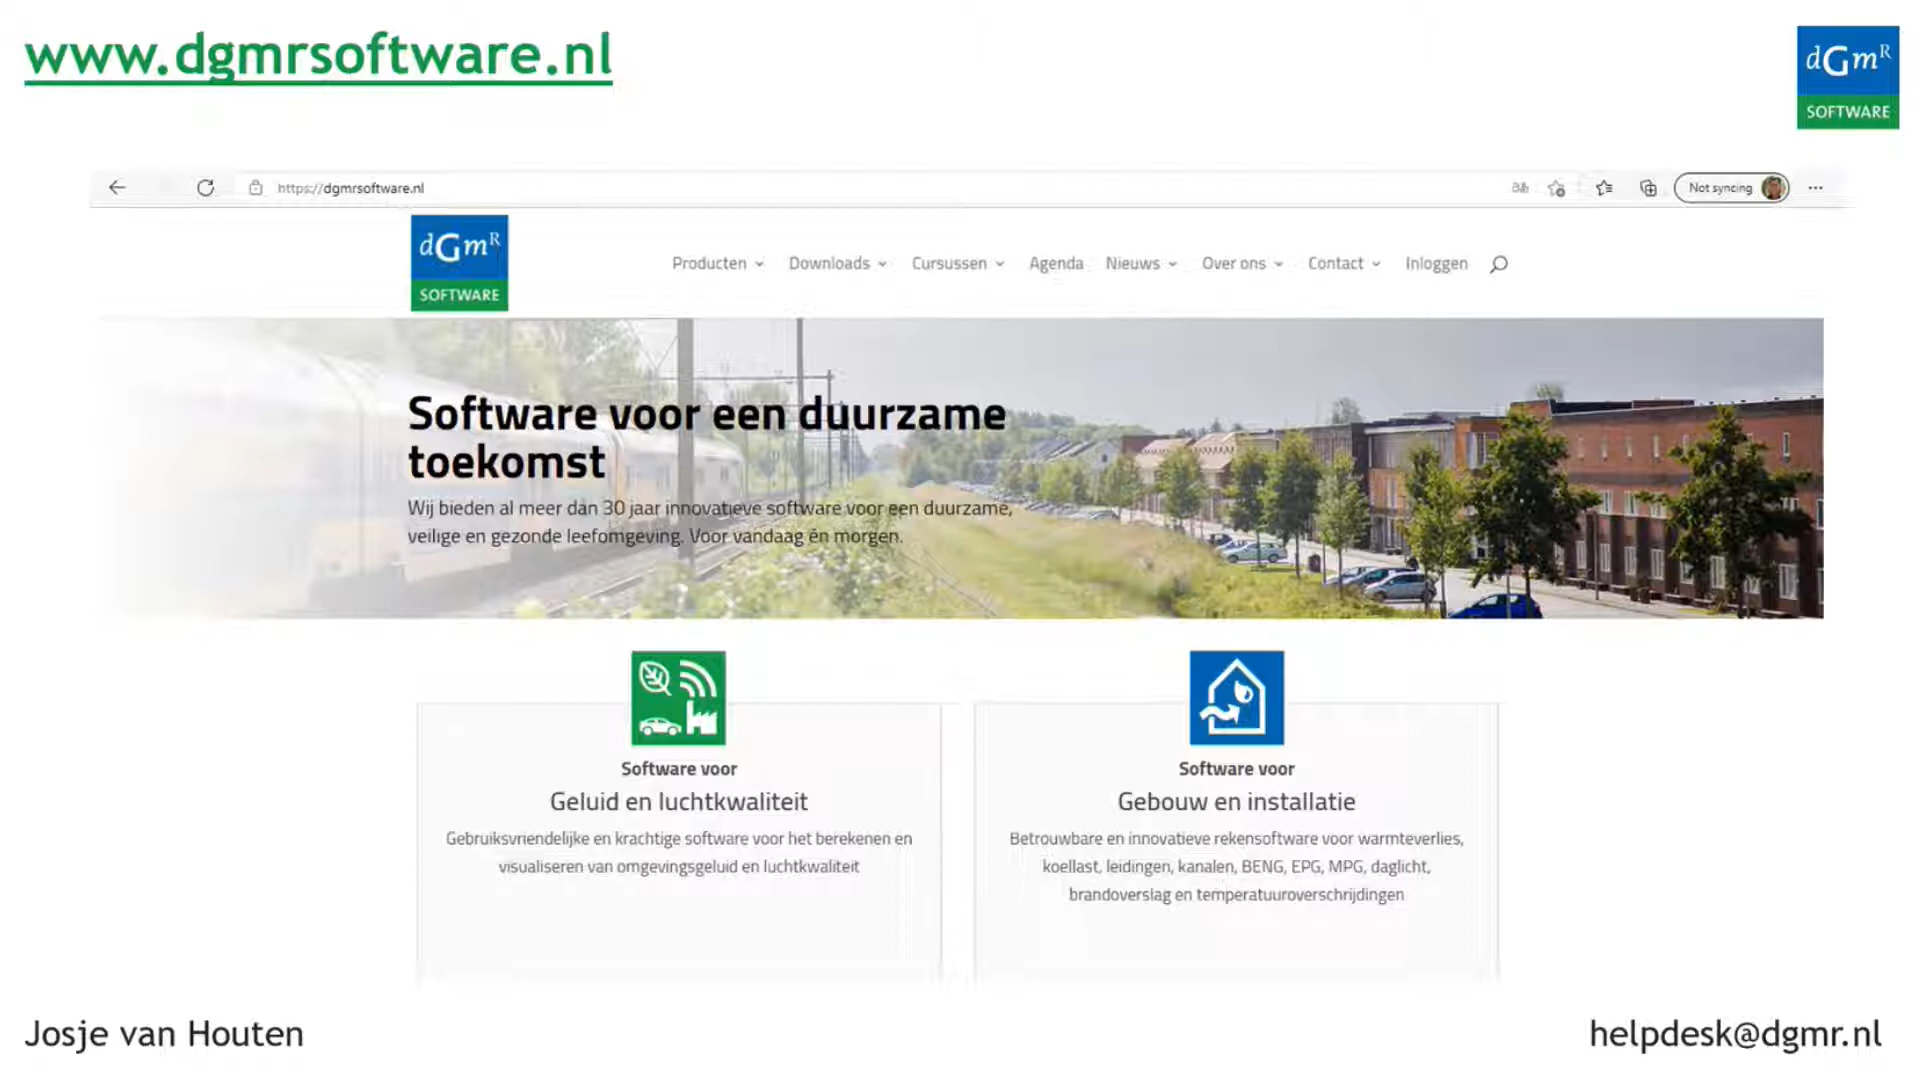 www.dgmrsoftware.nl
dGmR
SOFTWARE
https://dgmrsoftware.nl
Not syncing
dGmR
SOFTWARE
Producten
Downloads
Cursussen
Agenda
Nieuws
Over ons
Contact
Inloggen
Software voor een duurzame
toekomst
Wij bieden al meer dan 30 jaar innovatieve software voor een duurzame,
veilige en gezonde leefomgeving. Voor vandaag én morgen.
Software voor
Geluid en luchtkwaliteit
Gebruiksvriendelijke en krachtige software voor het berekenen en
visualiseren van omgevingsgeluid en luchtkwaliteit
Software voor
Gebouw en installatie
Betrouwbare en innovatieve rekensoftware voor warmteverlies,
koellast, leidingen, kanalen, BENG, EPG, MPG, daglicht,
brandoverslag en temperatuuroverschrijdingen
Josje van Houten
helpdesk@dgmr.nl